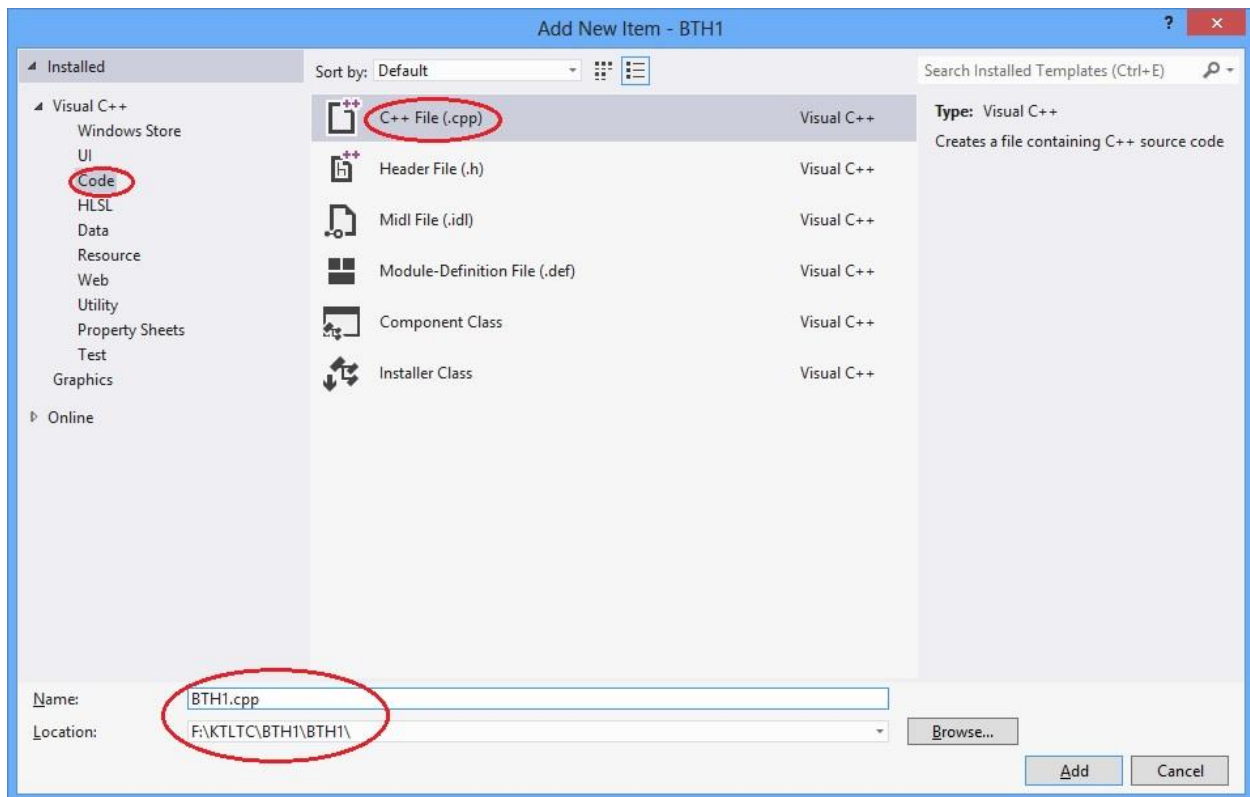 Add New Item - BTH1
?
×
Installed
Visual C++
Windows Store
UI
Code
HLSL
Data
Resource
Web
Utility
Property Sheets
Test
Graphics
Online
Sort by: Default
C++ File (.cpp) Visual C++
Header File (.h) Visual C++
Midl File (.idl) Visual C++
Module-Definition File (.def) Visual C++
Component Class Visual C++
Installer Class Visual C++
Search Installed Templates (Ctrl+E)
Type: Visual C++
Creates a file containing C++ source code
Name: BTH1.cpp
Location: F:\KTLTC\BTH1\BTH1\
Browse...
Add Cancel